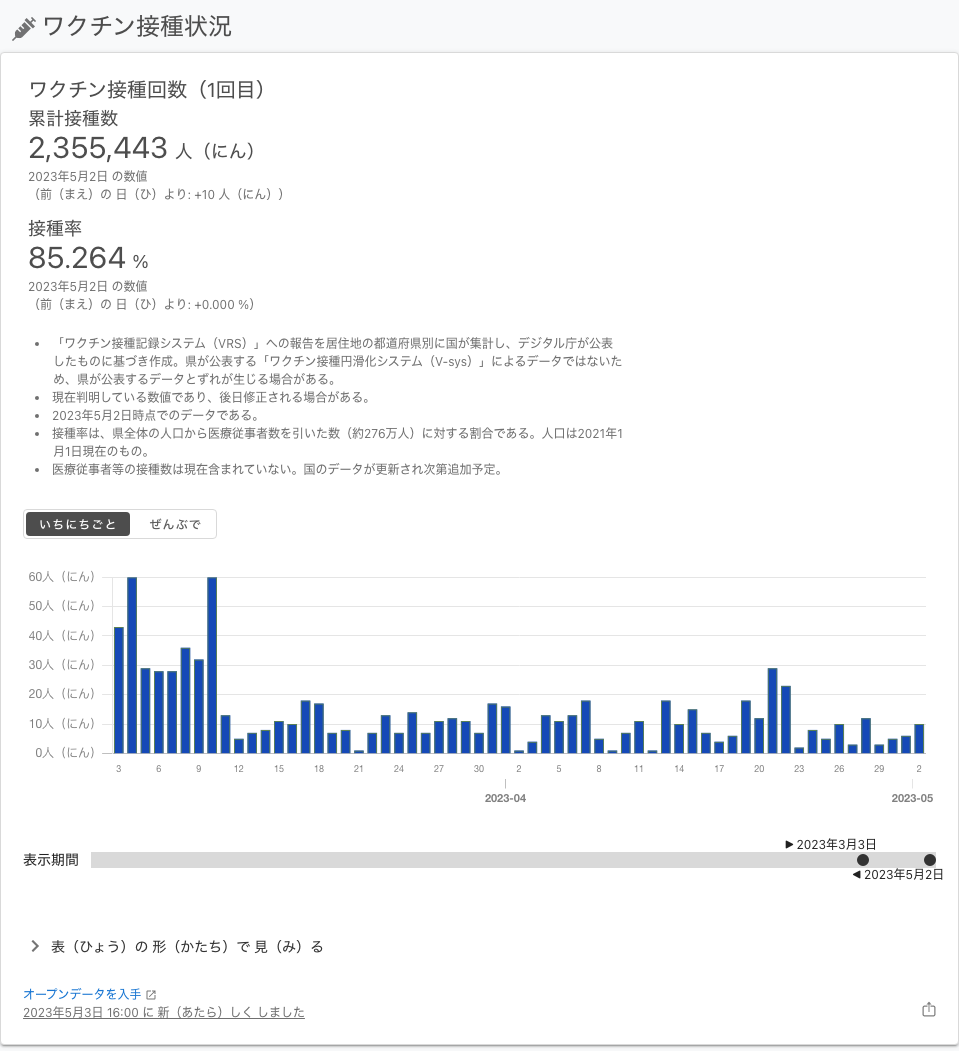 ワクチン接種状況
ワクチン接種回数（1回目）
累計接種数
2,355,443 人（にん）
2023年5月2日 の数値
（前（まえ）の 日（ひ）より: +10 人（にん））
接種率
85.264 %
2023年5月2日 の数値
（前（まえ）の 日（ひ）より: +0.000 %）
• 「ワクチン接種記録システム（VRS）」への報告を居住地の都道府県別に国が集計し、デジタル庁が公表
したものに基づき作成。県が公表する「ワクチン接種円滑化システム（V-sys）」によるデータではないた
め、県が公表するデータとずれが生じる場合がある。
• 現在判明している数値であり、後日修正される場合がある。
• 2023年5月2日時点でのデータである。
• 接種率は、県全体の人口から医療従事者数を引いた数（約276万人）に対する割合である。人口は2021年1
月1日現在のもの。
• 医療従事者等の接種数は現在含まれていない。国のデータが更新され次第追加予定。
いちにちごと ぜんぶで
60人（にん）
50人（にん）
40人（にん）
30人（にん）
20人（にん）
10人（にん）
0人（にん）
3 6 9 12 15 18 21 24 27 30 2 5 8 11 14 17 20 23 26 29 2
2023-04 2023-05
▶ 2023年3月3日
表示期間
◀ 2023年5月2日
表（ひょう）の 形（かたち）で 見（み）る
オープンデータを入手
2023年5月3日 16:00 に 新（あたら）しく しました